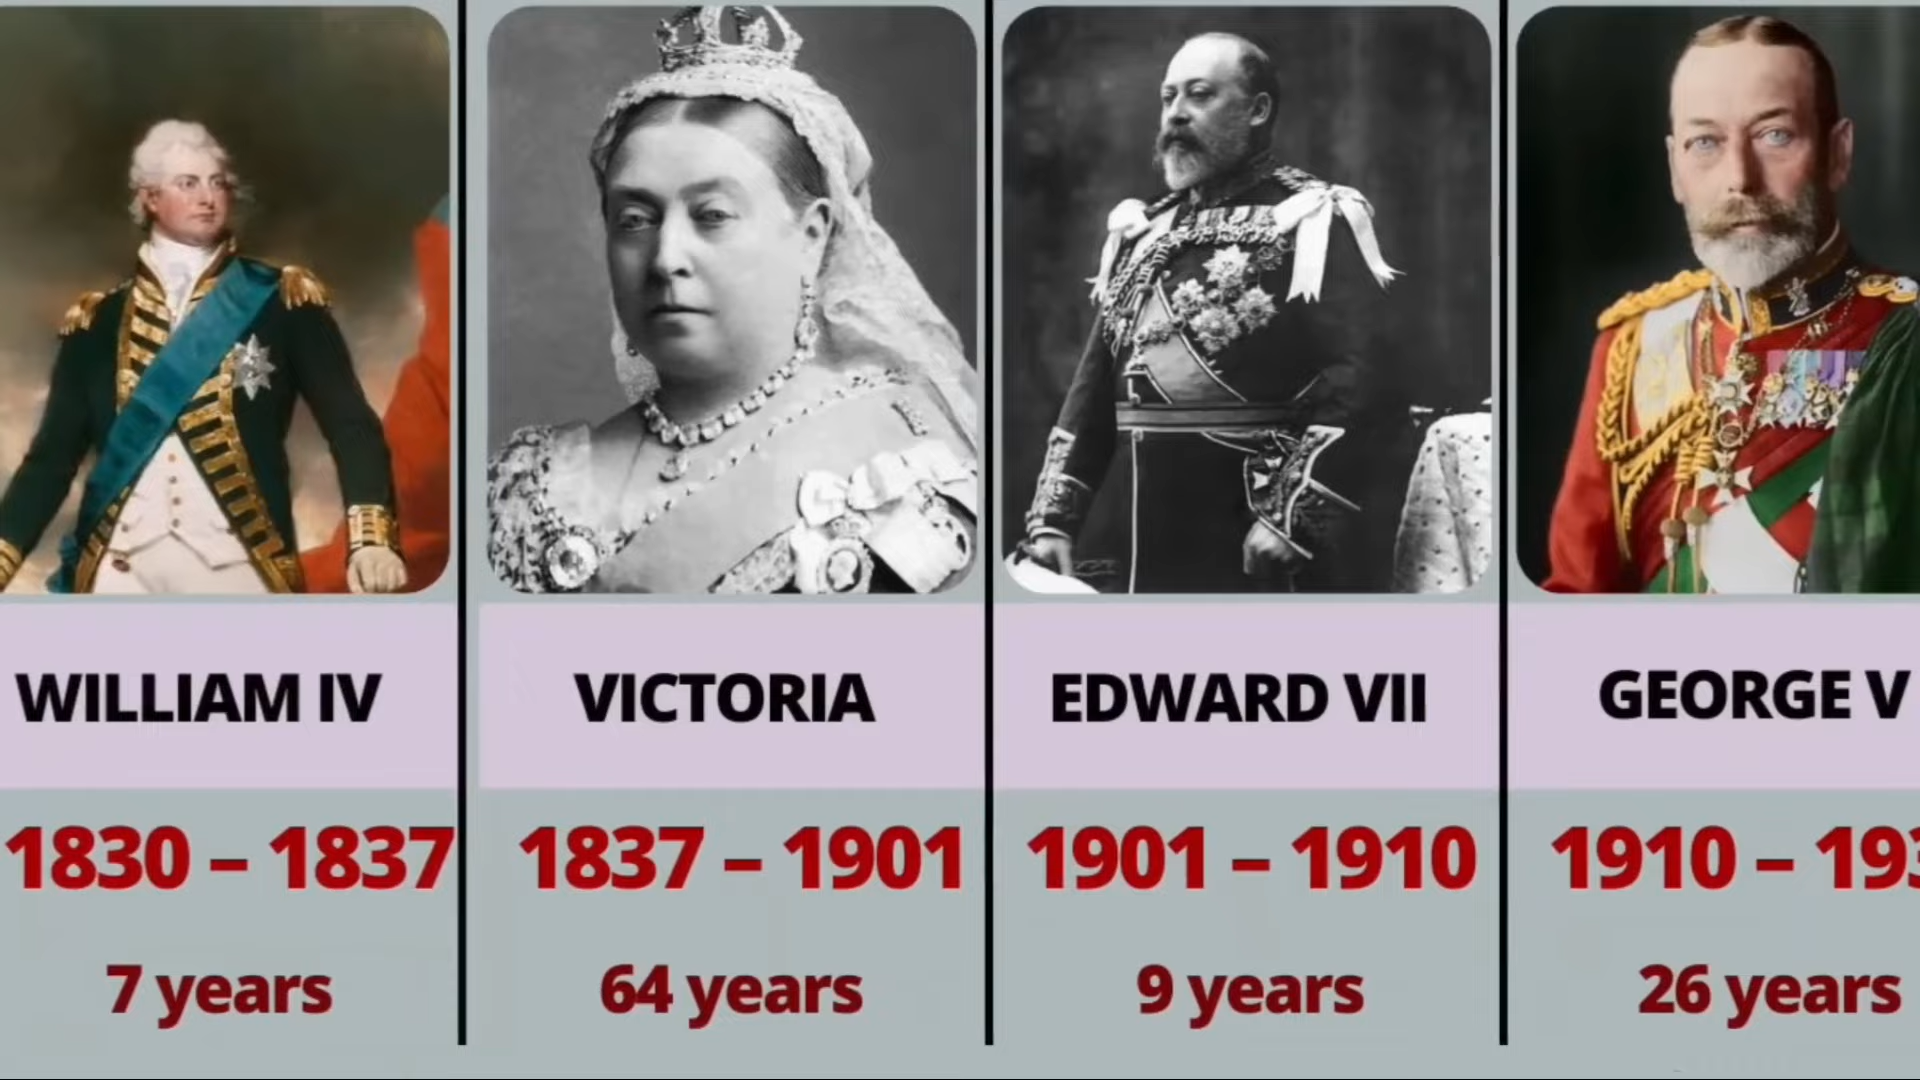 WILLIAM IV
1830 – 1837
7 years
VICTORIA
1837 – 1901
64 years
EDWARD VII
1901 – 1910
9 years
GEORGE V
1910 –
26 years